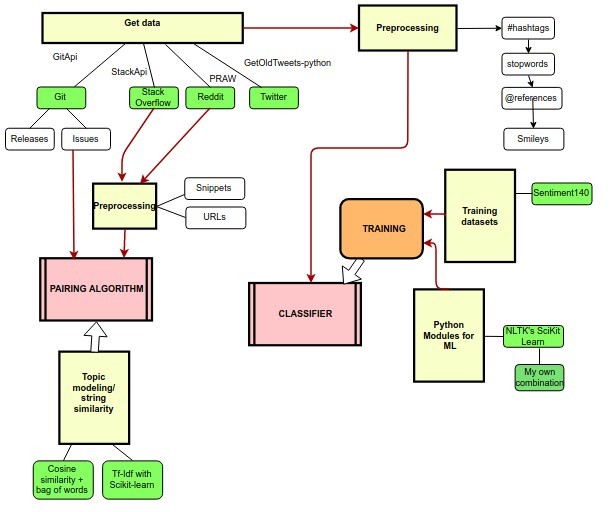 Get data
Preprocessing
#hashtags
stopwords
@references
Smileys
GitApi
StackApi
PRAW
GetOldTweets-python
Git
Stack
Overflow
Reddit
Twitter
Releases
Issues
Preprocessing
Snippets
URLs
PAIRING ALGORITHM
Topic
modeling/
string
similarity
Cosine
similarity +
bag of words
Tf-Idf with
Scikit-learn
TRAINING
CLASSIFIER
Training
datasets
Sentiment140
Python
Modules for
ML
NLTK's SciKit
Learn
My own
combination